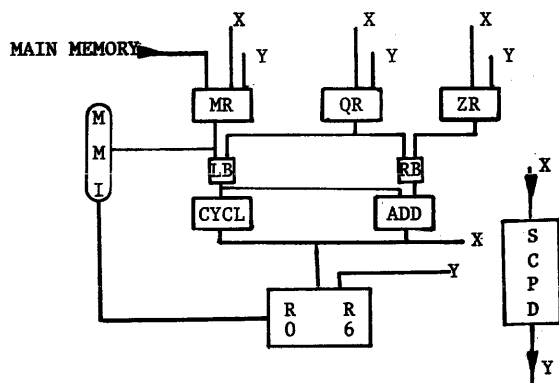 X X X
MAIN MEMORY Y Y Y
MR QR ZR
M
M
I
LB RB
X
CYCL ADD
S
C
P
D
X
Y
R R
0 6
Y